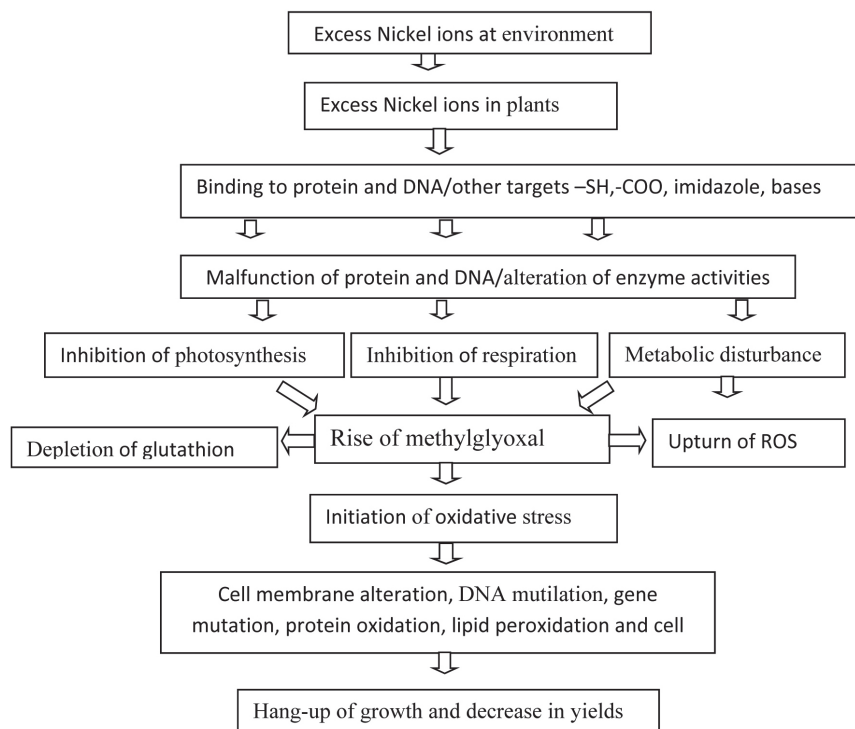 Excess Nickel ions at environment
Excess Nickel ions in plants
Binding to protein and DNA/other targets –SH,-COO, imidazole, bases
Malfunction of protein and DNA/alteration of enzyme activities
Inhibition of photosynthesis
Inhibition of respiration
Metabolic disturbance
Depletion of glutathion
Rise of methylglyoxal
Upturn of ROS
Initiation of oxidative stress
Cell membrane alteration, DNA mutilation, gene
mutation, protein oxidation, lipid peroxidation and cell
Hang-up of growth and decrease in yields